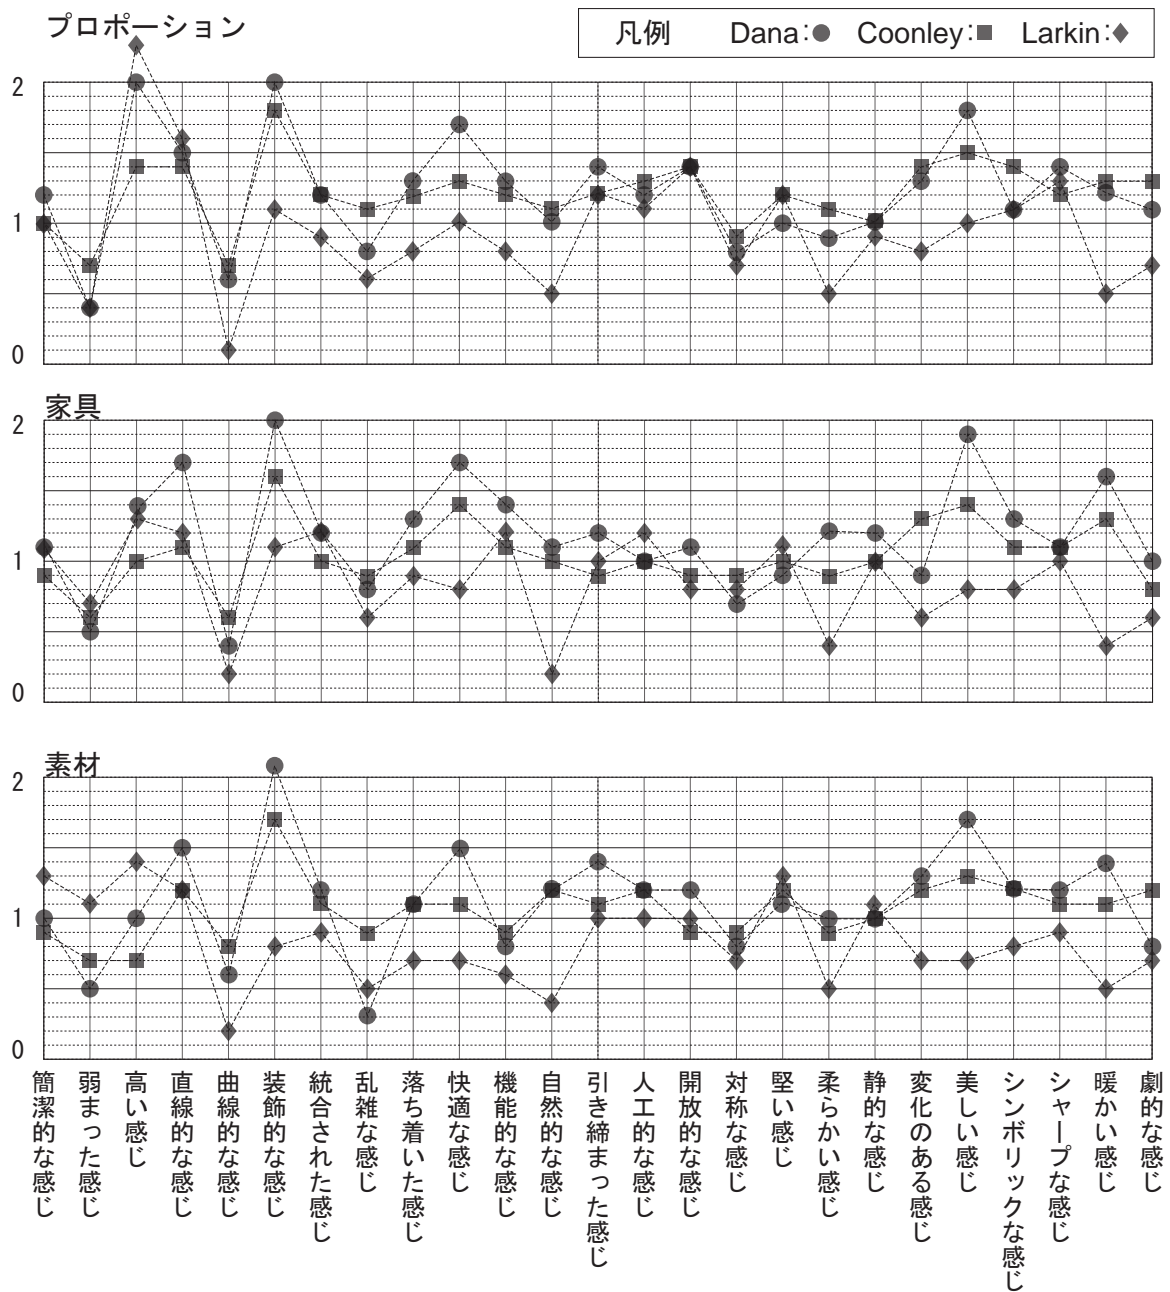 プロポーション
凡例 Dana:● Coonley:■ Larkin:◆
2
1
0
家具
2
1
0
素材
2
1
0
簡潔的な感じ
弱まった感じ
高い感じ
直線的な感じ
曲線的な感じ
装飾的な感じ
統合された感じ
乱雑な感じ
落ち着いた感じ
快適な感じ
機能的な感じ
自然的な感じ
引き締まった感じ
人工的な感じ
開放的な感じ
対称な感じ
堅い感じ
柔らかい感じ
静的な感じ
変化のある感じ
美しい感じ
シンボリックな感じ
シャープな感じ
暖かい感じ
劇的な感じ